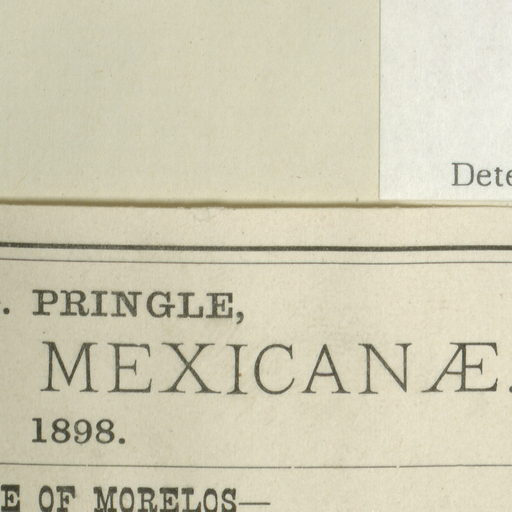 Dete
. PRINGLE,
MEXICANÆ.
1898.
E OF MORELOS—